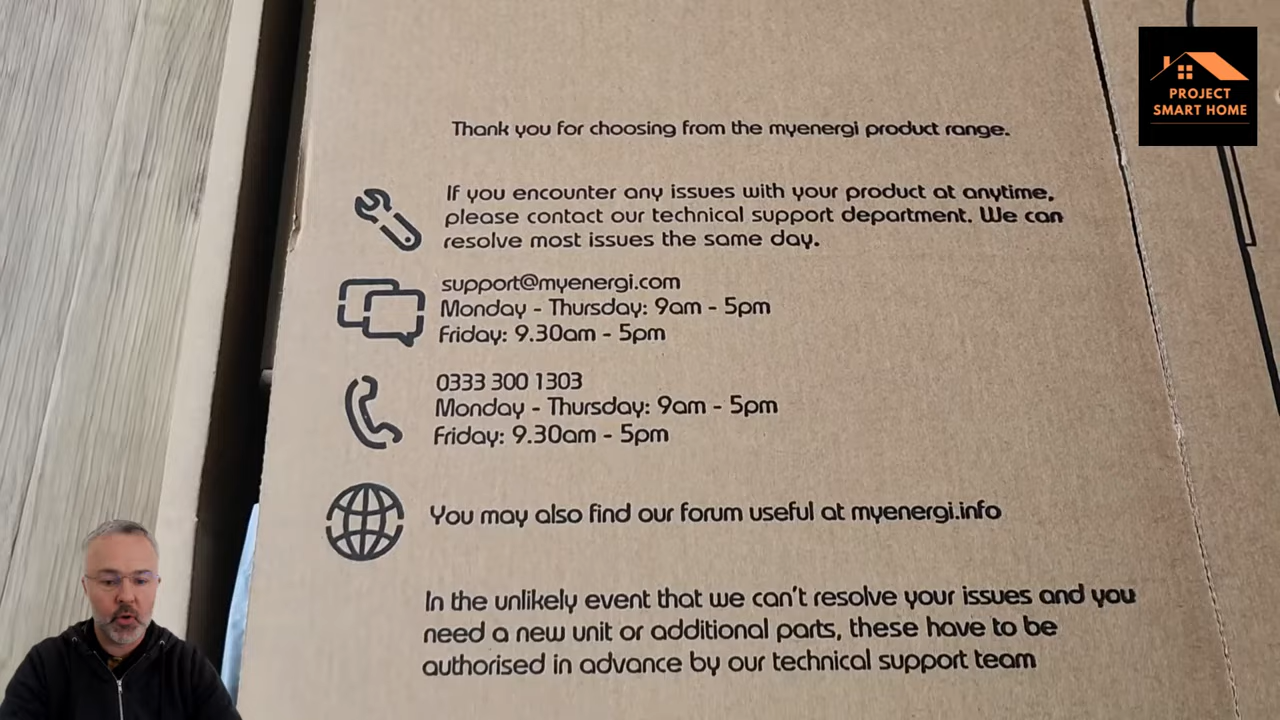 PROJECT
SMART HOME
Thank you for choosing from the myenergi product range.
If you encounter any issues with your product at anytime,
please contact our technical support department. We can
resolve most issues the same day.
support@myenergi.com
Monday - Thursday: 9am - 5pm
Friday: 9.30am - 5pm
0333 300 1303
Monday - Thursday: 9am - 5pm
Friday: 9.30am - 5pm
You may also find our forum useful at myenergi.info
In the unlikely event that we can't resolve your issues and you
need a new unit or additional parts, these have to be
authorised in advance by our technical support team